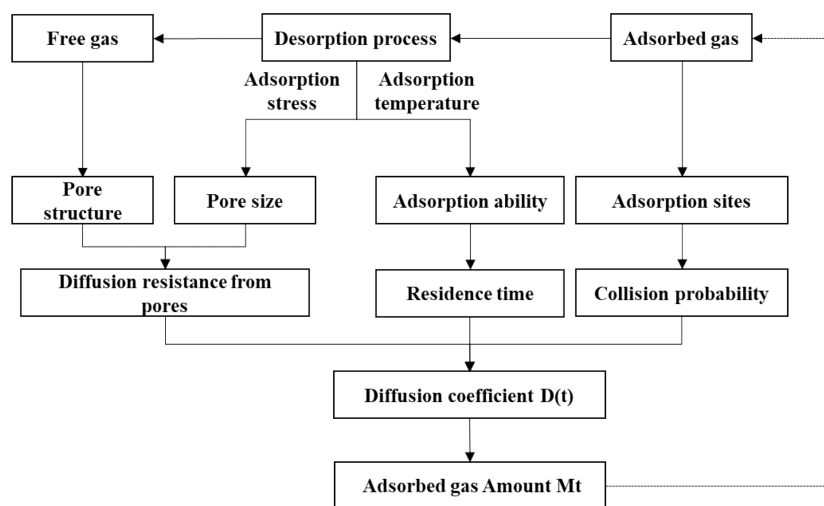 Free gas
Desorption process
Adsorbed gas
Adsorption
stress
Adsorption
temperature
Pore
structure
Pore size
Adsorption ability
Adsorption sites
Diffusion resistance from
pores
Residence time
Collision probability
Diffusion coefficient D(t)
Adsorbed gas Amount Mt